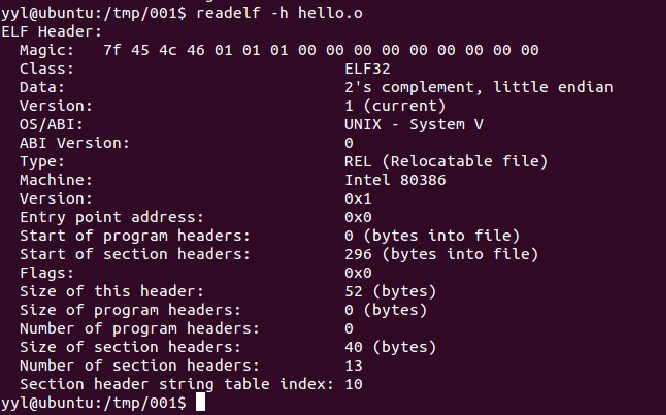 yyl@ubuntu:/tmp/001$ readelf -h hello.o
ELF Header:
  Magic:   7f 45 4c 46 01 01 01 00 00 00 00 00 00 00 00 00
  Class:                             ELF32
  Data:                              2's complement, little endian
  Version:                           1 (current)
  OS/ABI:                            UNIX - System V
  ABI Version:                       0
  Type:                              REL (Relocatable file)
  Machine:                           Intel 80386
  Version:                           0x1
  Entry point address:               0x0
  Start of program headers:          0 (bytes into file)
  Start of section headers:          296 (bytes into file)
  Flags:                             0x0
  Size of this header:               52 (bytes)
  Size of program headers:           0 (bytes)
  Number of program headers:         0
  Size of section headers:           40 (bytes)
  Number of section headers:         13
  Section header string table index: 10
yyl@ubuntu:/tmp/001$